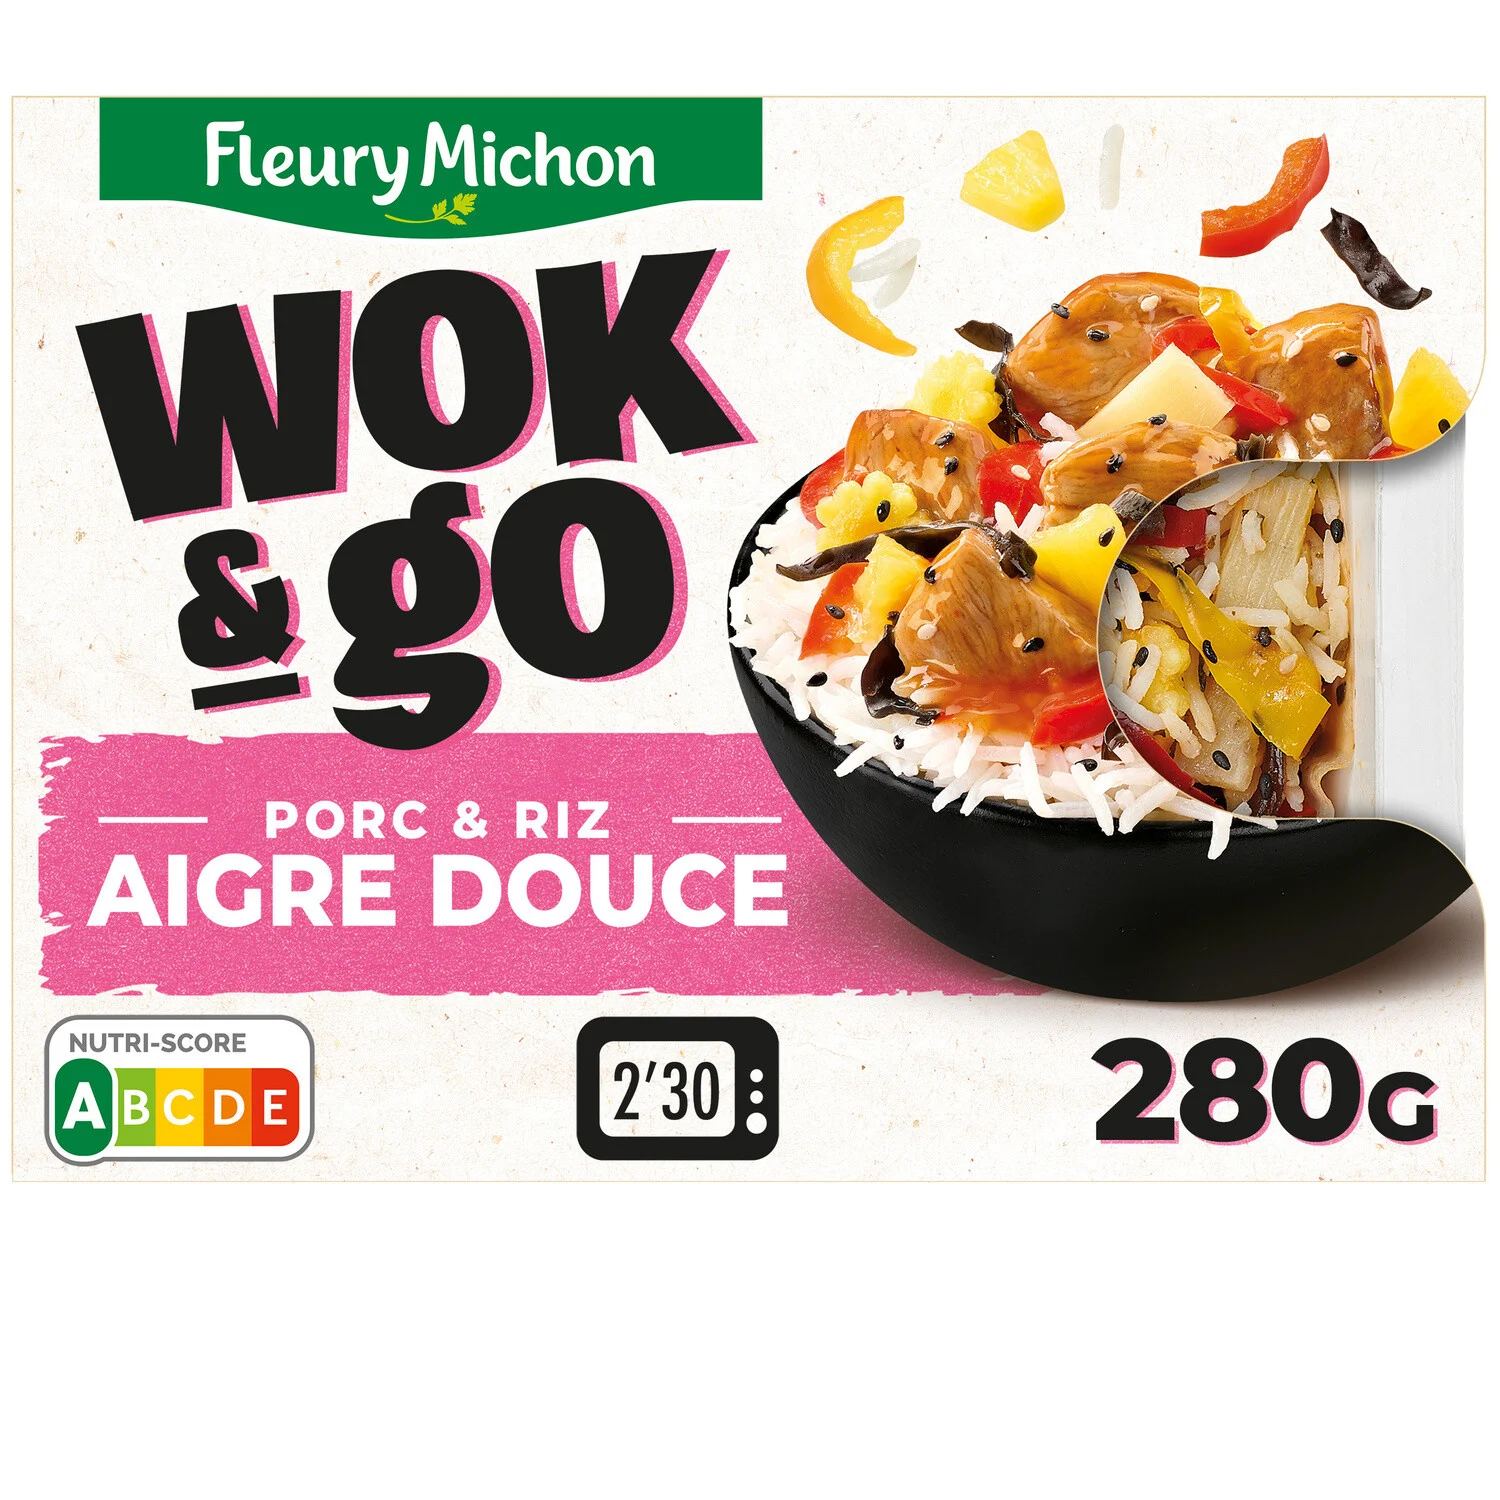 Fleury Michon
WOK
& go
PORC & RIZ
AIGRE DOUCE
NUTRI-SCORE
A B C D E
2'30
280G